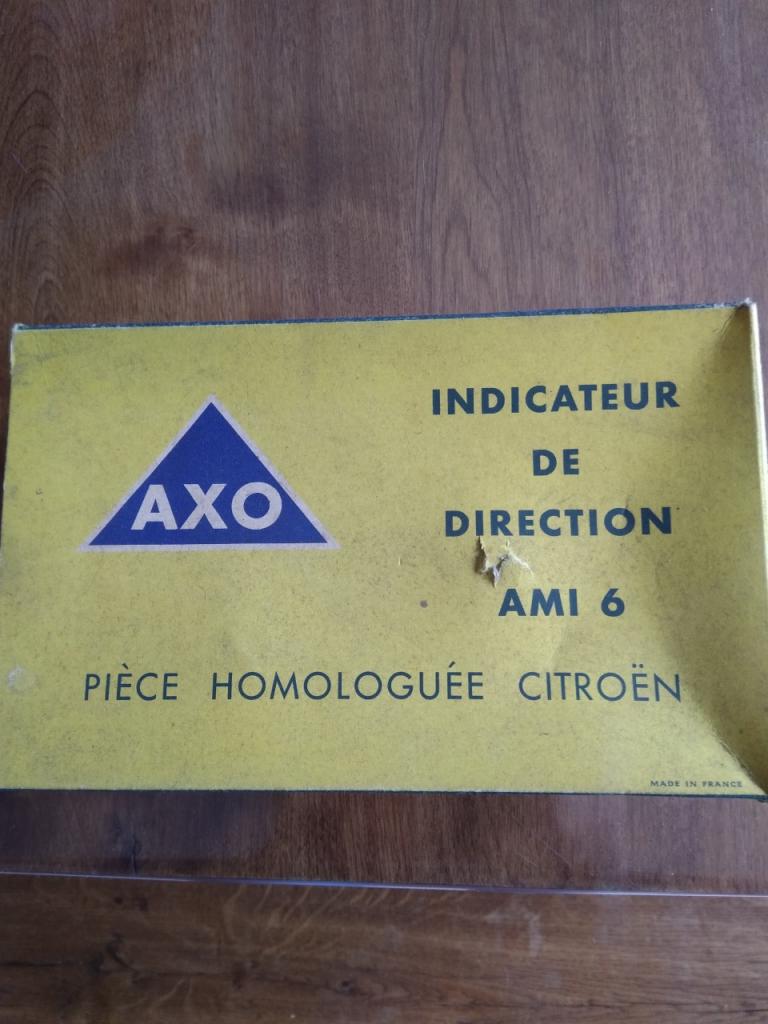 AXO
INDICATEUR
DE
DIRECTION
AMI 6
PIÈCE HOMOLOGUÉE CITROËN
MADE IN FRANCE